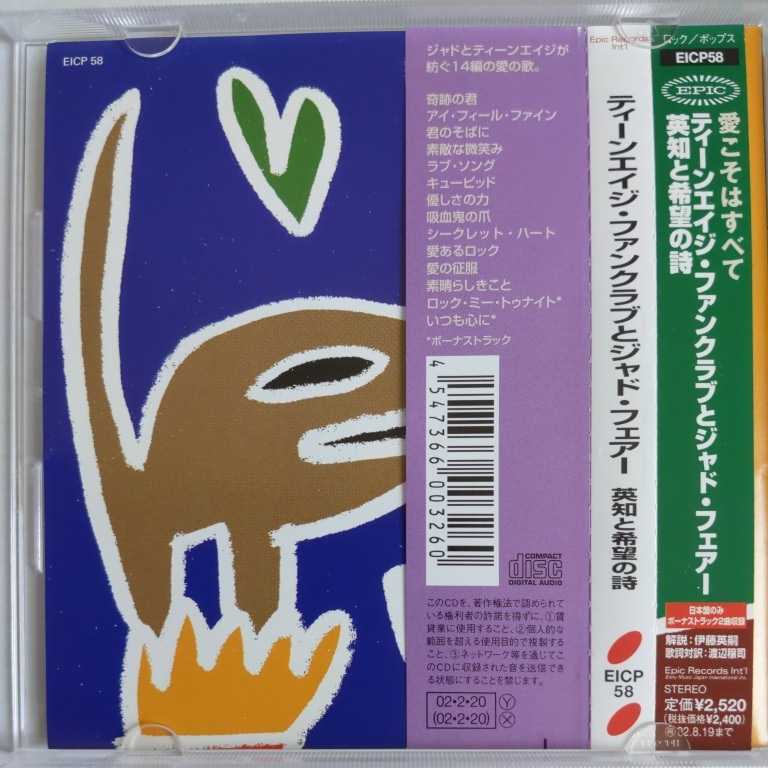 EICP 58
ジャドとティーンエイジが
紡ぐ14編の愛の歌。
奇跡の君
アイ・フィール・ファイン
君のそばに
素敵な微笑み
ラブ・ソング
キューピッド
優しさの力
吸血鬼の爪
シークレット・ハート
愛あるロック
愛の征服
素晴らしきこと
ロック・ミー・トゥナイト*
いつも心に*
*ボーナストラック
4 547366 003260
COMPACT
disc
DIGITAL AUDIO
このCDを、著作権法で認められて
いる権利者の許諾を得ずに、①賃
貸業に使用すること、②個人的な
範囲を超える使用目的で複製する
こと、③ネットワーク等を通じてこ
のCDに収録された音を送信できる
状態にすることを禁じます。
02・2・20 Y
(02・2・20) X
Epic Records
Int'l
ティーンエイジ・ファンクラブとジャド・フェアー 英知と希望の詩
EICP
58
ロック/ポップス
EICP58
EPIC
愛こそはすべて
ティーンエイジ・ファンクラブとジャド・フェアー
英知と希望の詩
日本盤のみ
ボーナストラック2曲収録
解説:伊藤英嗣
歌詞対訳:渡辺穣司
Epic Records Int'l
Sony Music Japan International Inc.
STEREO
定価¥2,520
(税抜価格¥2,400)
再02.8.19まで